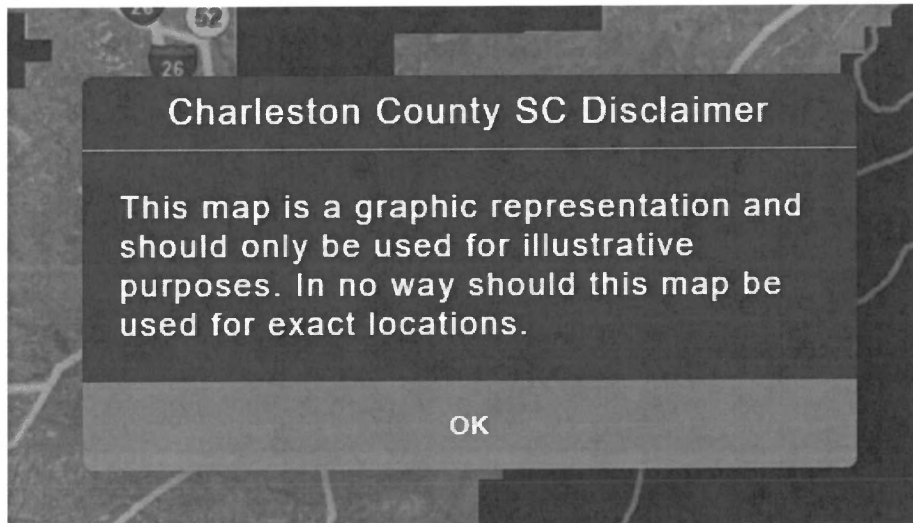 52
26
Charleston County SC Disclaimer
This map is a graphic representation and
should only be used for illustrative
purposes. In no way should this map be
used for exact locations.
OK